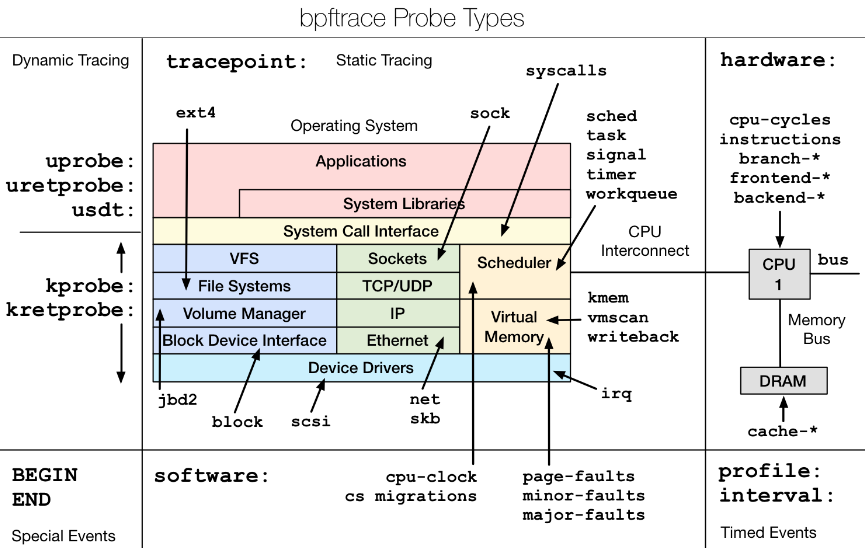 bpftrace Probe Types
Dynamic Tracing
tracepoint:
Static Tracing
hardware:
syscalls
ext4
sock
sched
task
signal
timer
workqueue
cpu-cycles
instructions
branch-*
frontend-*
backend-*
Operating System
uprobe:
uretprobe:
usdt:
Applications
System Libraries
System Call Interface
CPU
Interconnect
VFS
Sockets
Scheduler
File Systems
TCP/UDP
Volume Manager
IP
Virtual
Memory
Block Device Interface
Ethernet
Device Drivers
kprobe:
kretprobe:
kmem
vmscan
writeback
CPU
1
bus
Memory
Bus
DRAM
cache-*
jbd2
block
scsi
net
skb
irq
BEGIN
END
Special Events
software:
cpu-clock
cs migrations
page-faults
minor-faults
major-faults
profile:
interval:
Timed Events